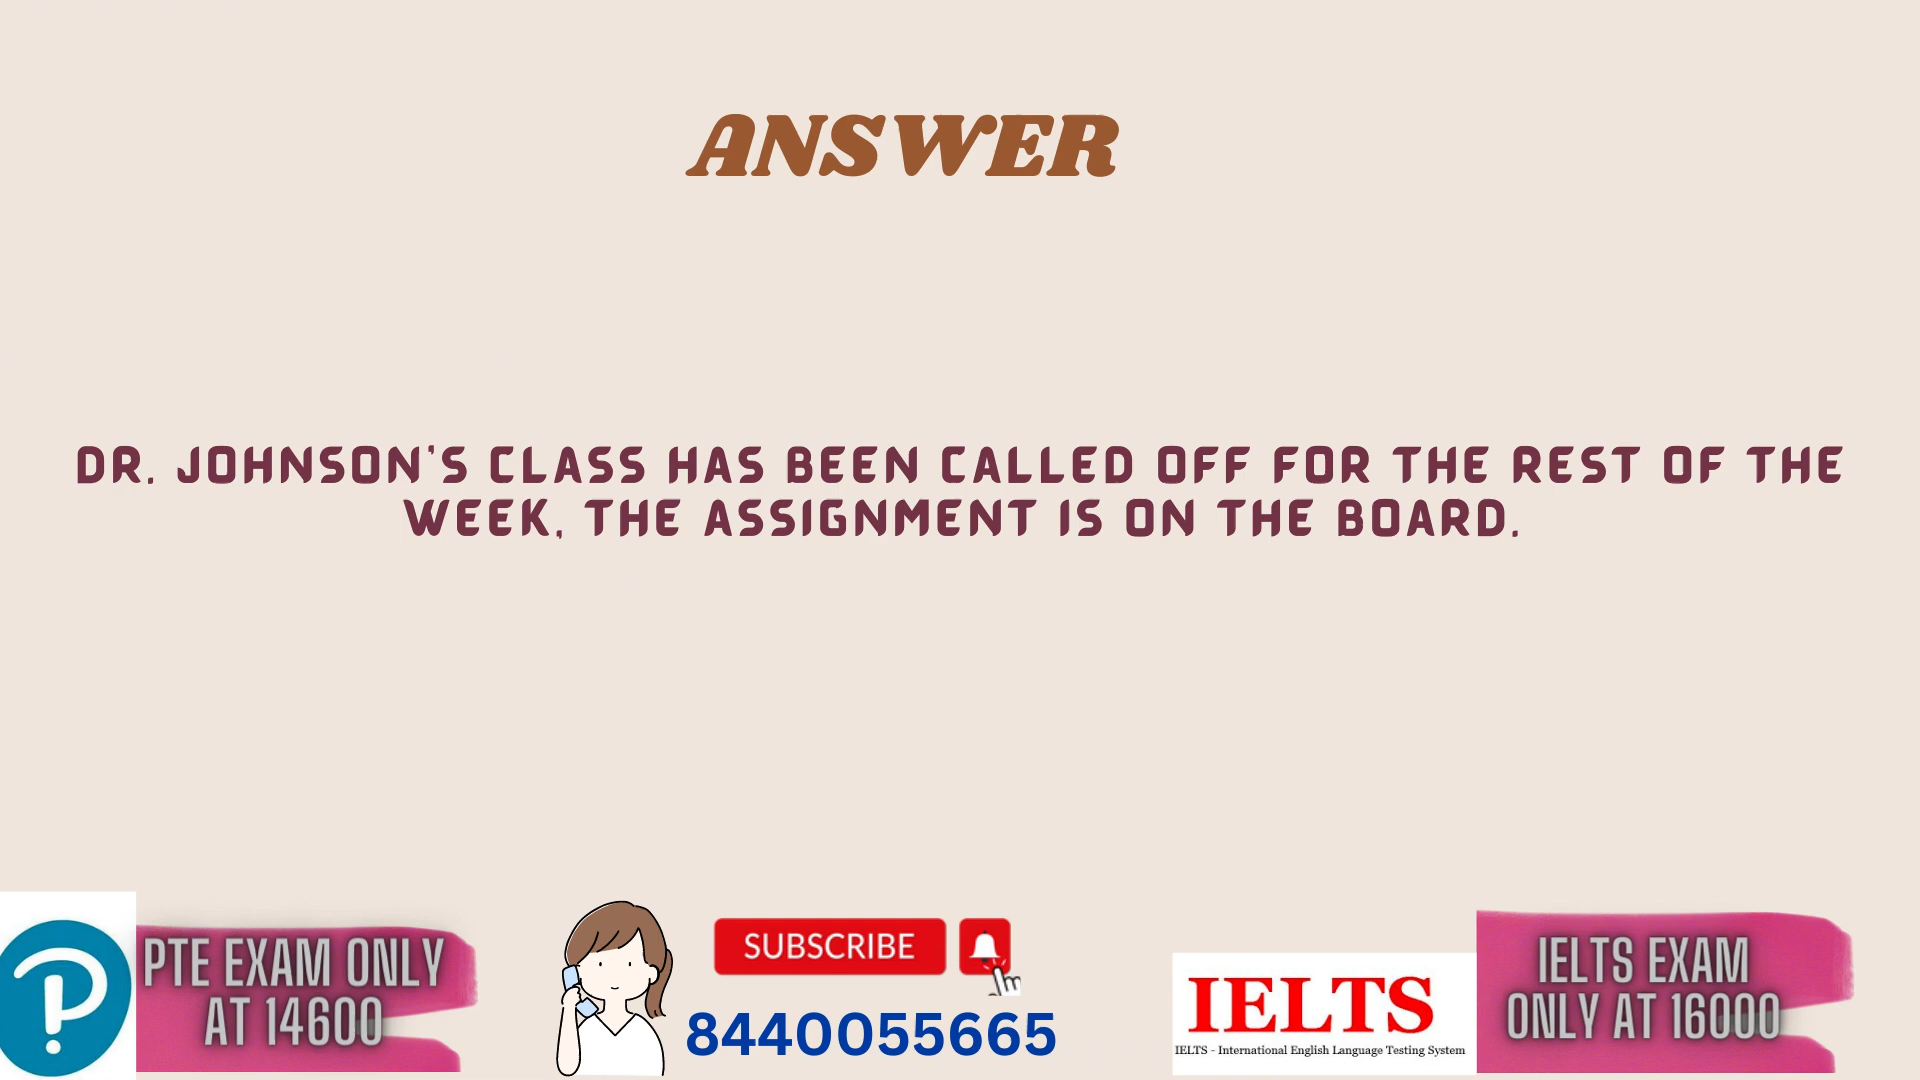 ANSWER
DR. JOHNSON'S CLASS HAS BEEN CALLED OFF FOR THE REST OF THE
WEEK, THE ASSIGNMENT IS ON THE BOARD.
PTE EXAM ONLY
AT 14600
SUBSCRIBE
8440055665
IELTS
IELTS - International English Language Testing System
IELTS EXAM
ONLY AT 16000